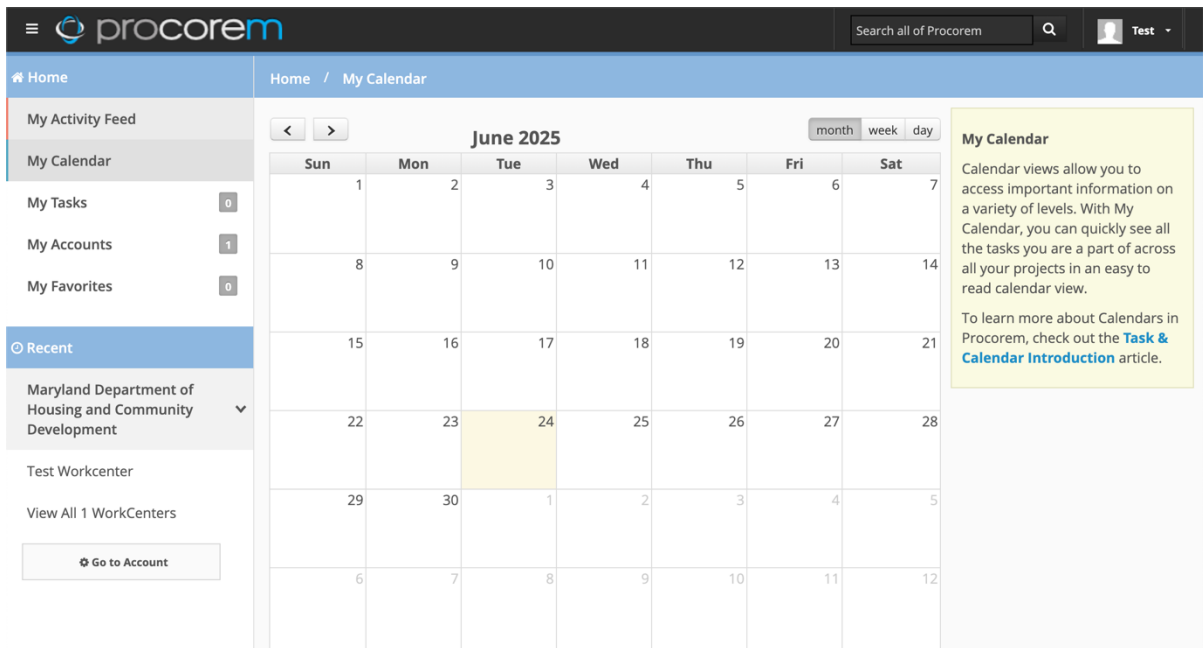 procorem
Search all of Procorem
Test
Home
Home / My Calendar
My Activity Feed
My Calendar
My Tasks 0
My Accounts 1
My Favorites 0
Recent
Maryland Department of
Housing and Community
Development
Test Workcenter
View All 1 WorkCenters
Go to Account
< >
June 2025
month week day
Sun Mon Tue Wed Thu Fri Sat
1 2 3 4 5 6 7
8 9 10 11 12 13 14
15 16 17 18 19 20 21
22 23 24 25 26 27 28
29 30 1 2 3 4 5
6 7 8 9 10 11 12
My Calendar
Calendar views allow you to
access important information on
a variety of levels. With My
Calendar, you can quickly see all
the tasks you are a part of across
all your projects in an easy to
read calendar view.
To learn more about Calendars in
Procorem, check out the Task &
Calendar Introduction article.